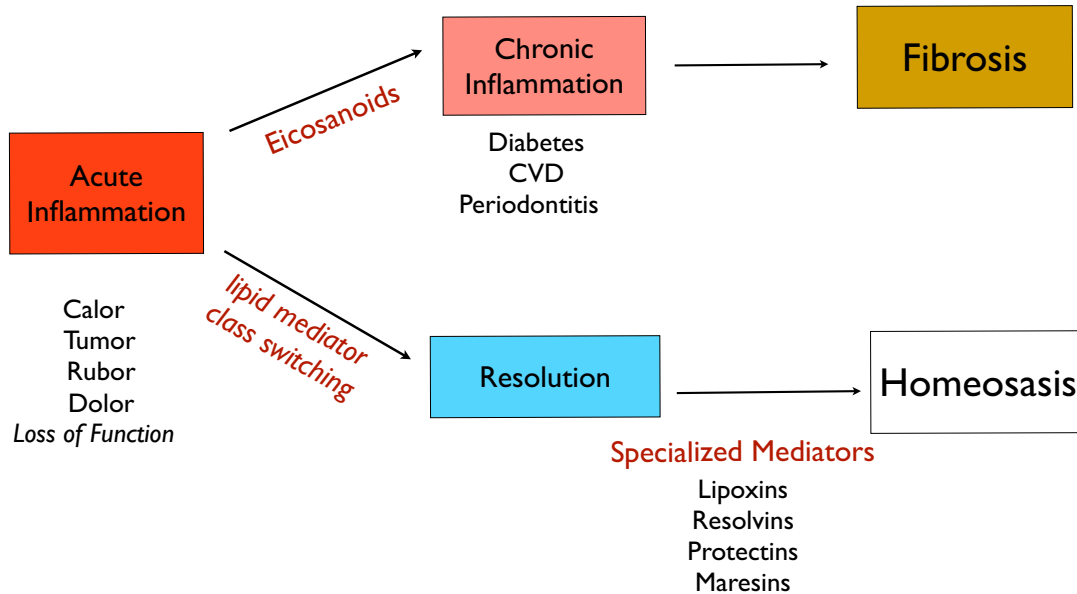 Acute
Inflammation
Calor
Tumor
Rubor
Dolor
Loss of Function
Eicosanoids
Chronic
Inflammation
Diabetes
CVD
Periodontitis
Fibrosis
lipid mediator
class switching
Resolution
Homeosasis
Specialized Mediators
Lipoxins
Resolvins
Protectins
Maresins